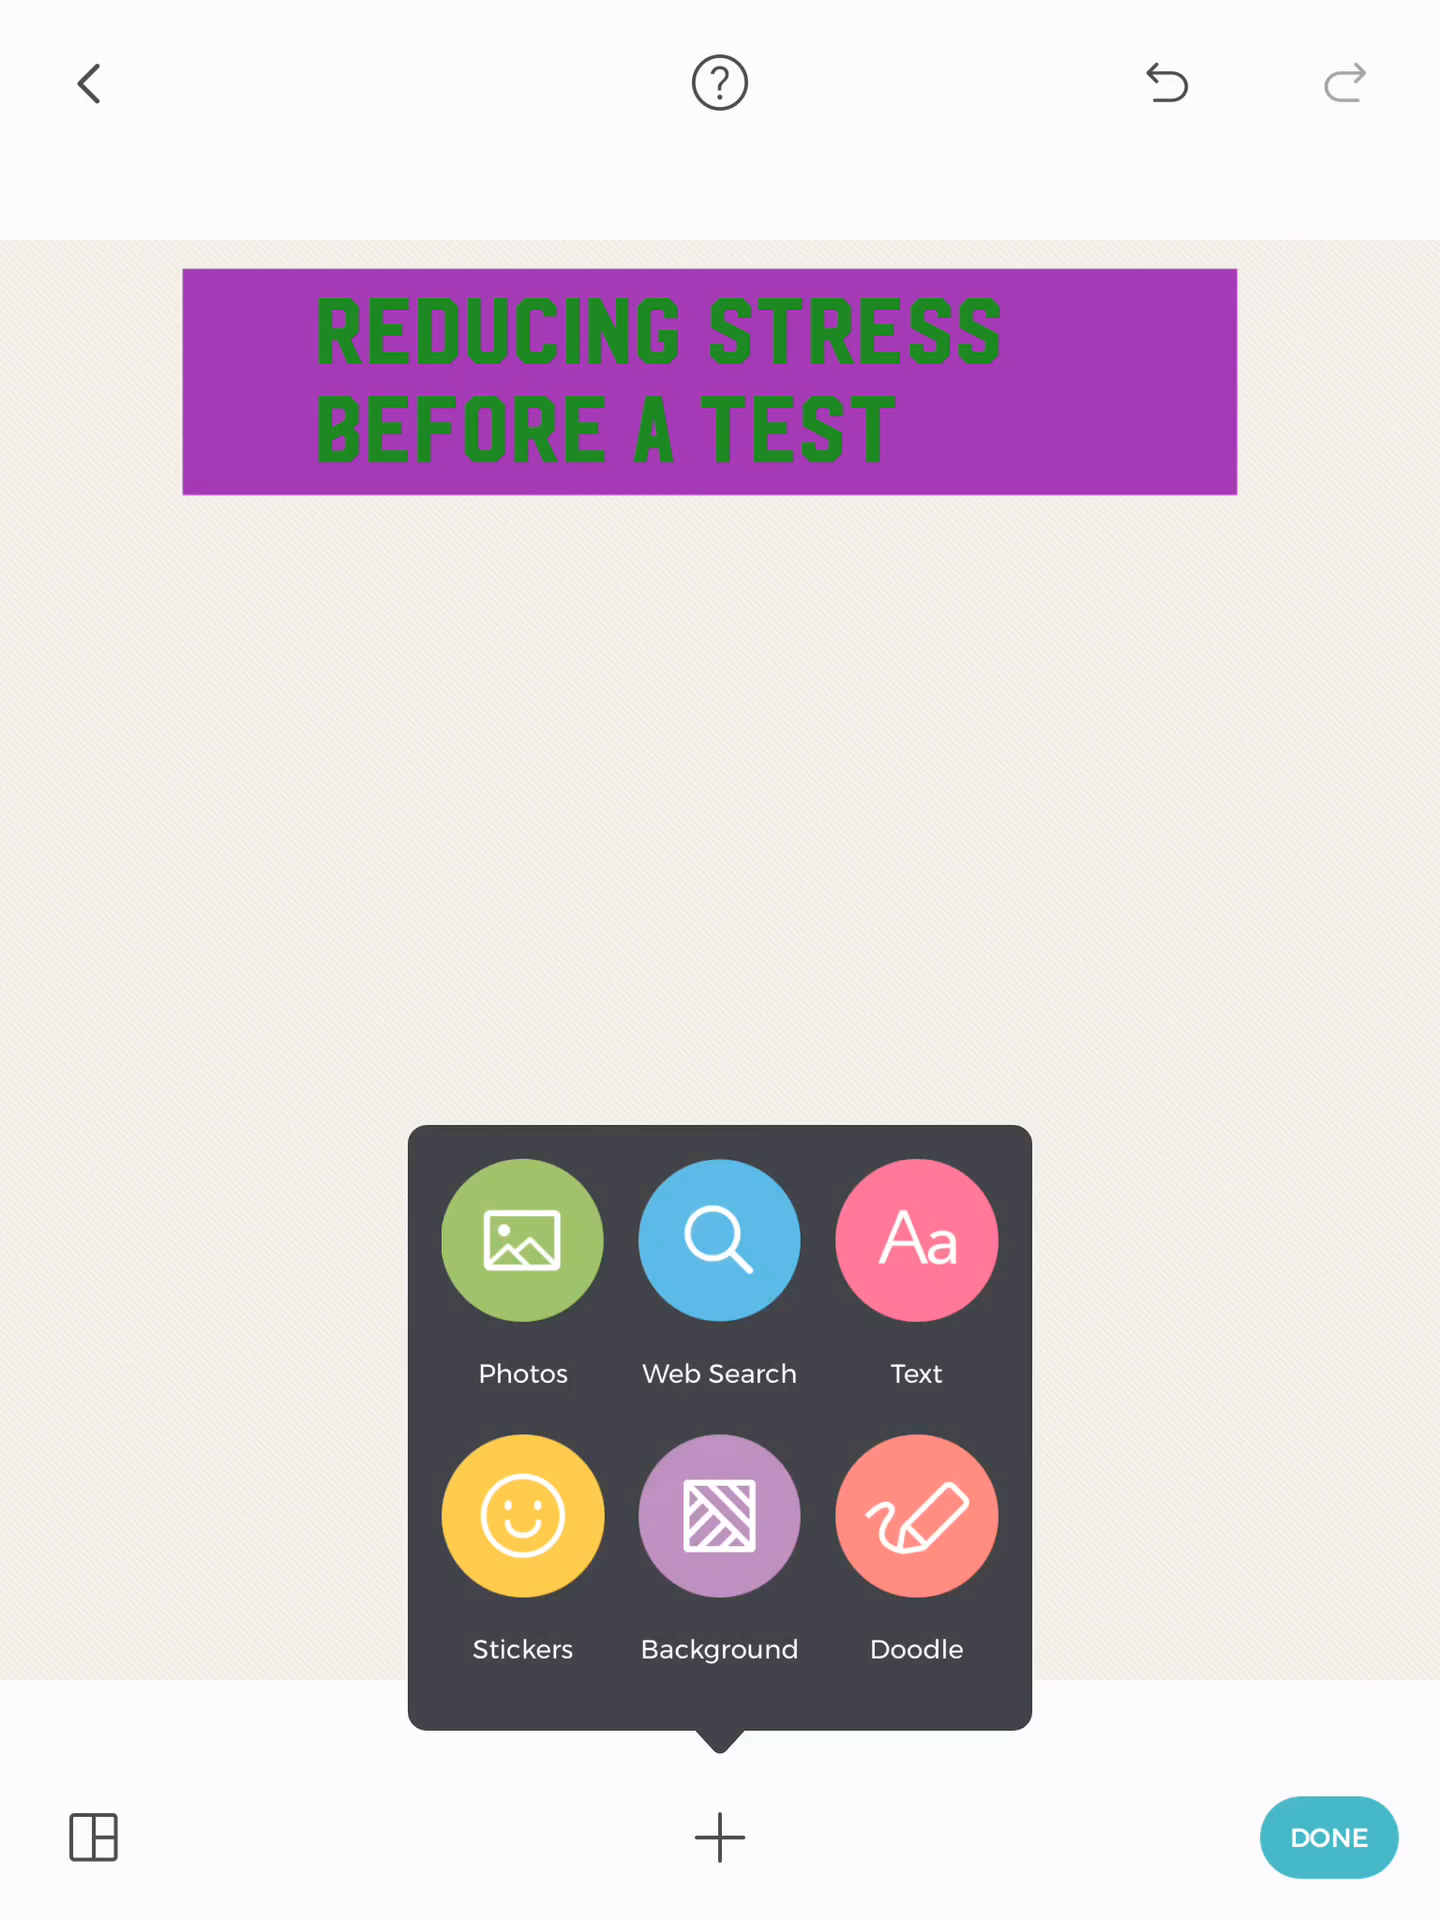 REDUCING STRESS
BEFORE A TEST
Aa
Photos Web Search Text
Stickers Background Doodle
DONE